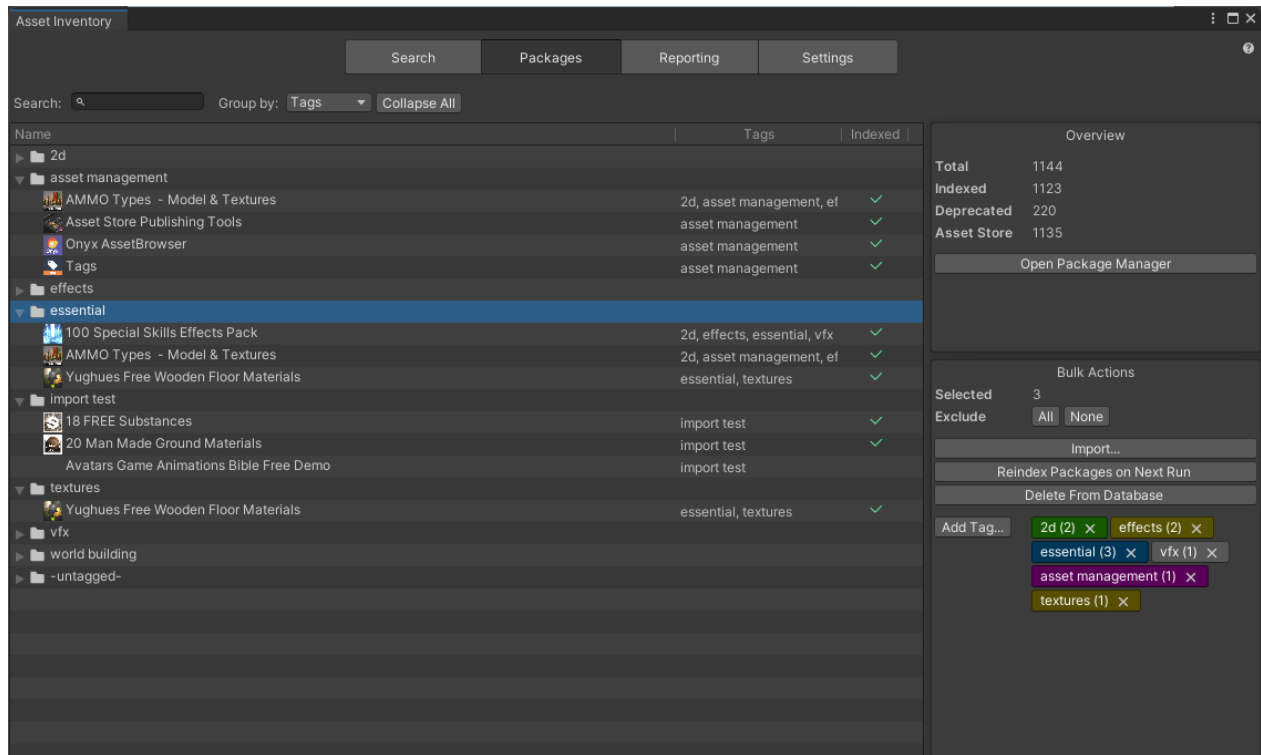 Asset Inventory
Search Packages Reporting Settings
Search: Group by: Tags Collapse All
Name Tags Indexed
2d
asset management
AMMO Types - Model & Textures 2d, asset management, ef
Asset Store Publishing Tools asset management
Onyx AssetBrowser asset management
Tags asset management
effects
essential
100 Special Skills Effects Pack 2d, effects, essential, vfx
AMMO Types - Model & Textures 2d, asset management, ef
Yughues Free Wooden Floor Materials essential, textures
import test
18 FREE Substances import test
20 Man Made Ground Materials import test
Avatars Game Animations Bible Free Demo import test
textures
Yughues Free Wooden Floor Materials essential, textures
vfx
world building
-untagged-
Overview
Total 1144
Indexed 1123
Deprecated 220
Asset Store 1135
Open Package Manager
Bulk Actions
Selected 3
Exclude All None
Import...
Reindex Packages on Next Run
Delete From Database
Add Tag... 2d (2) × effects (2) ×
essential (3) × vfx (1) ×
asset management (1) ×
textures (1) ×